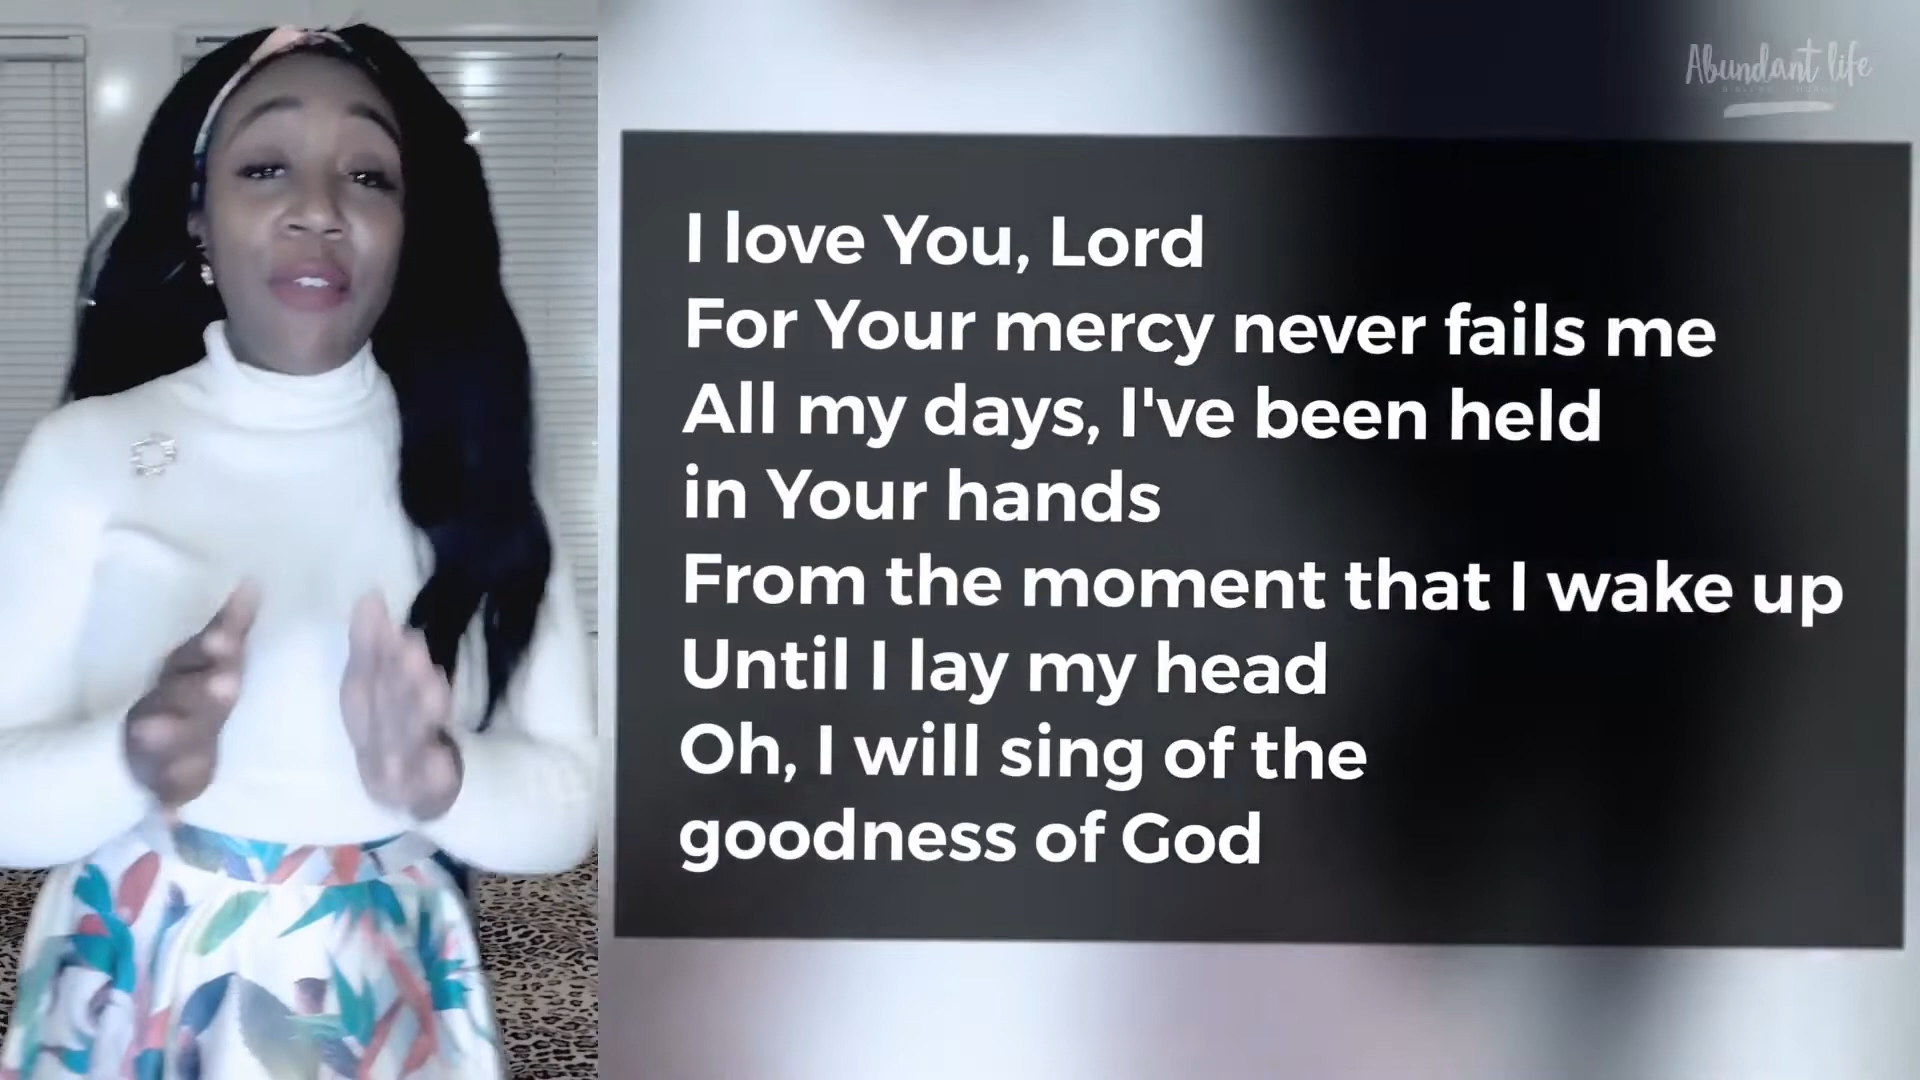 Abundant life
I love You, Lord
For Your mercy never fails me
All my days, I've been held
in Your hands
From the moment that I wake up
Until I lay my head
Oh, I will sing of the
goodness of God